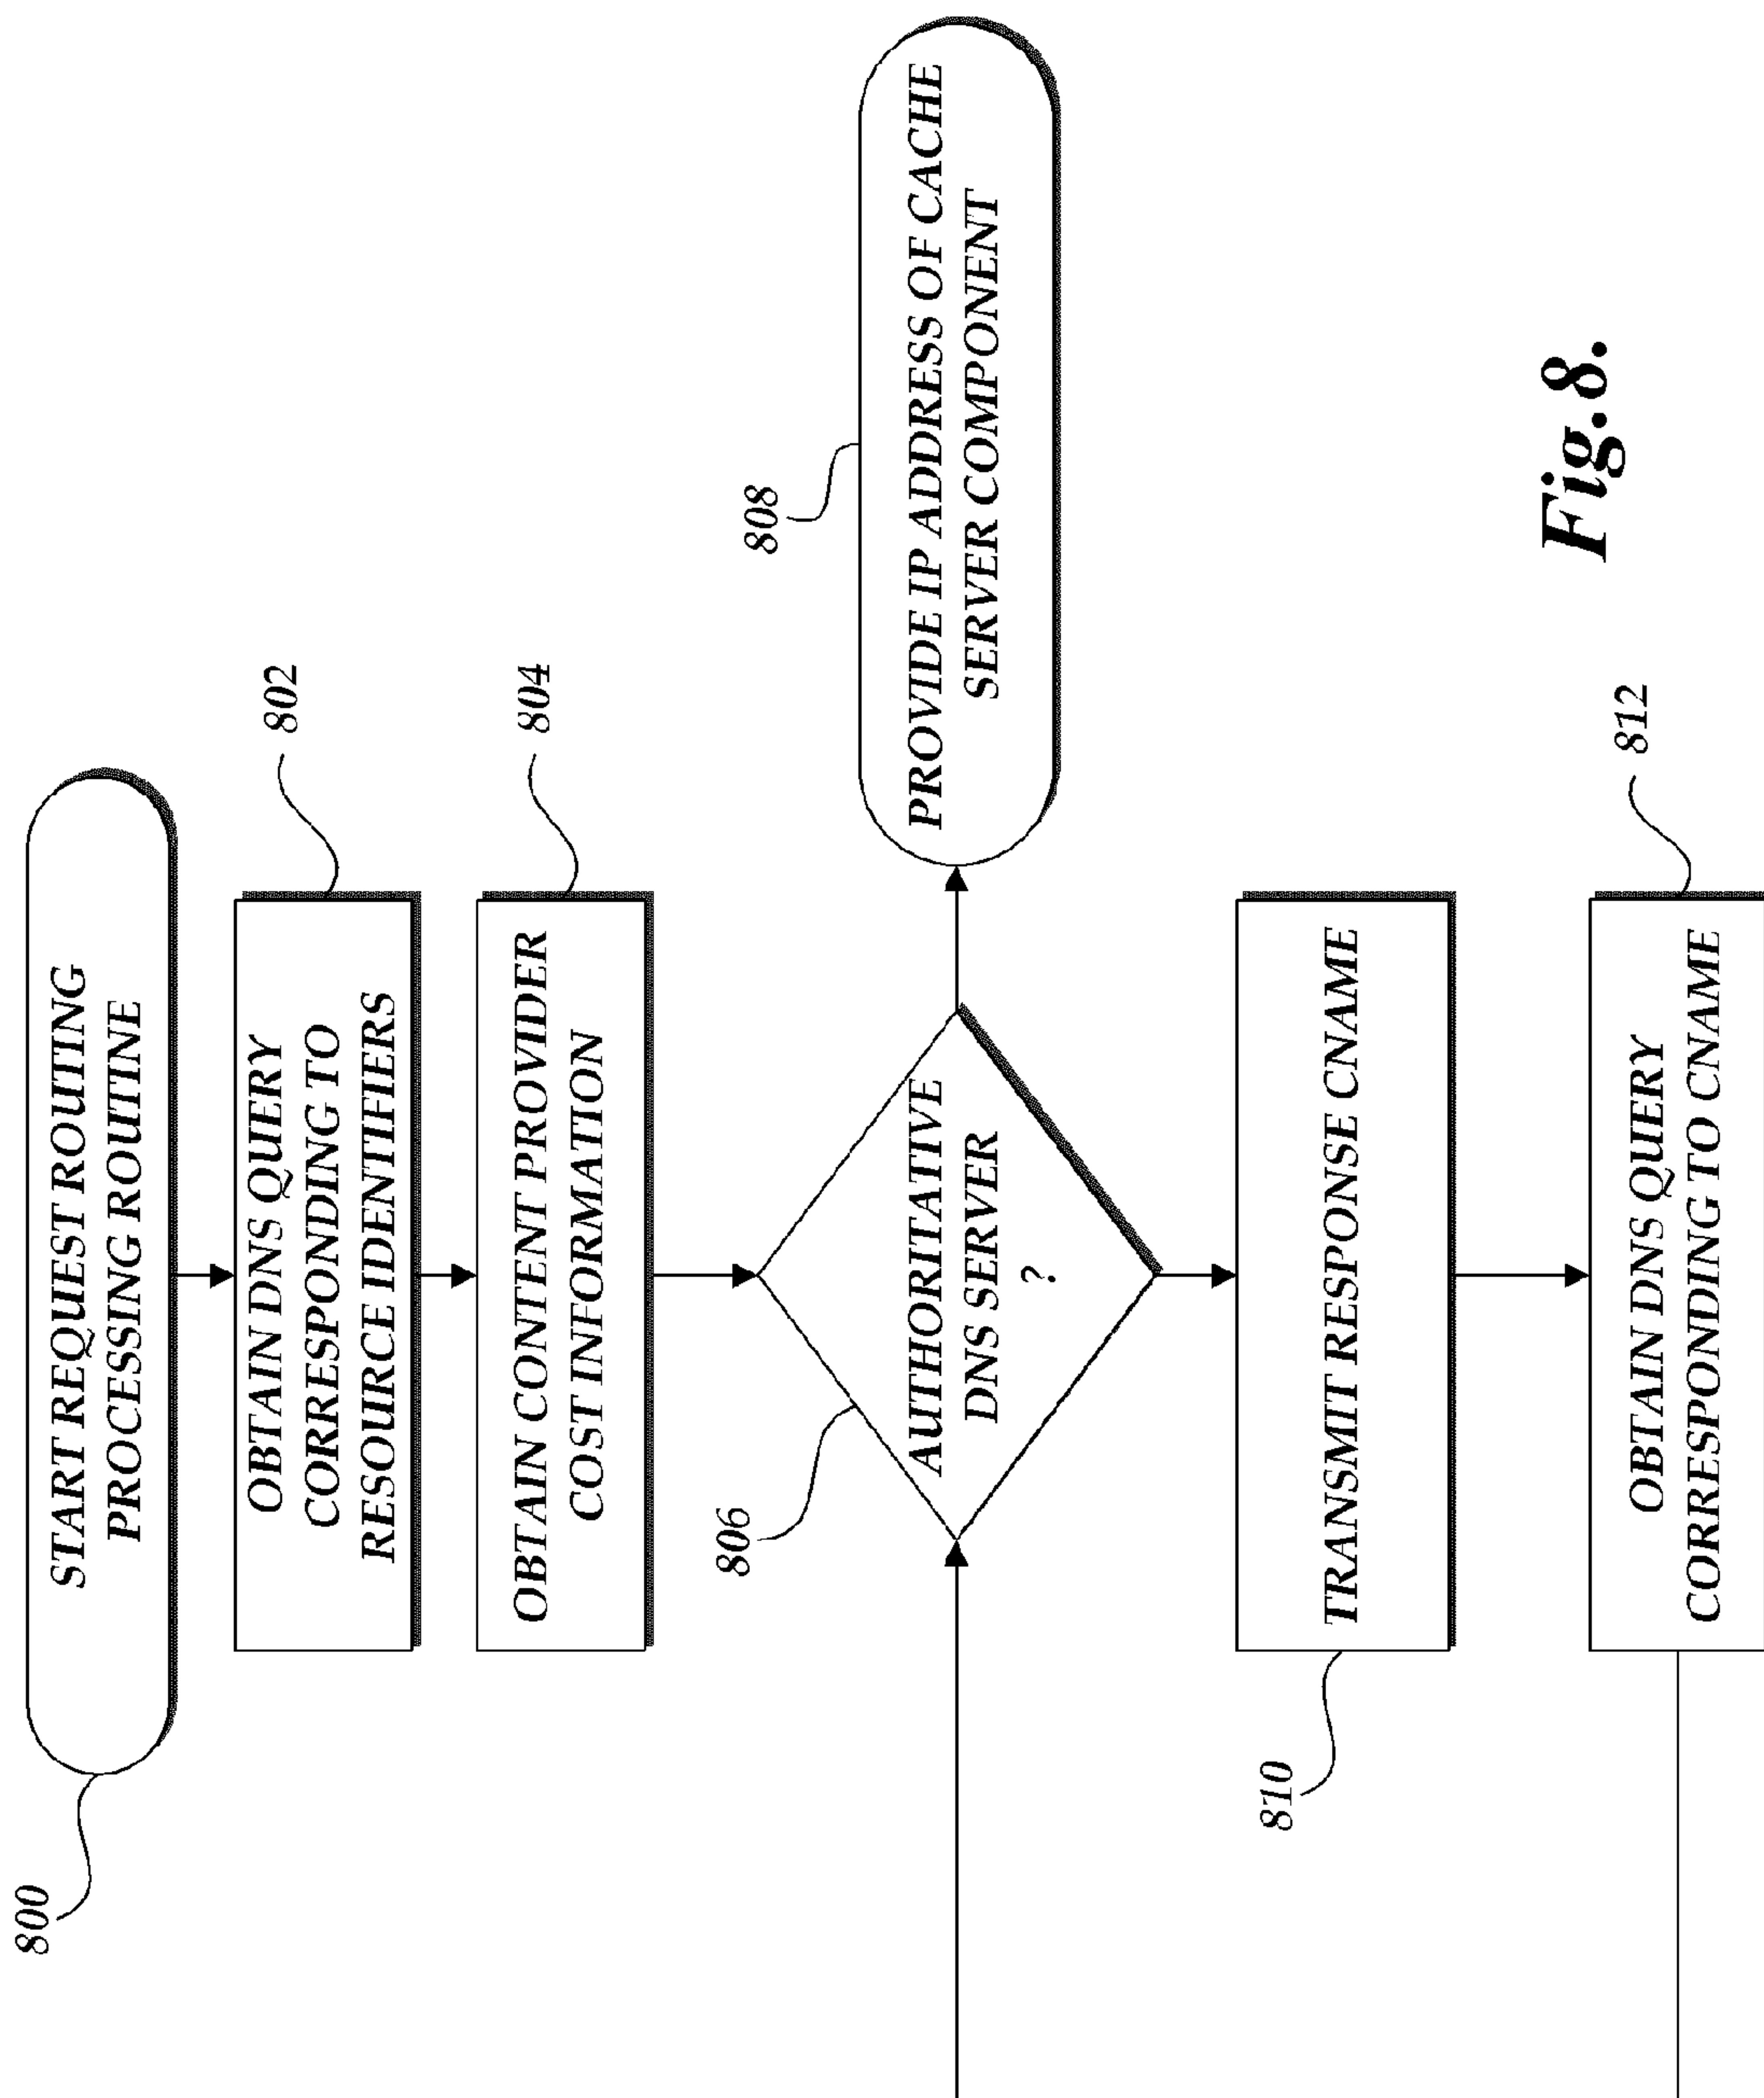 800
START REQUEST ROUTING
PROCESSING ROUTINE
802
OBTAIN DNS QUERY
CORRESPONDING TO
RESOURCE IDENTIFIERS
804
OBTAIN CONTENT PROVIDER
COST INFORMATION
806
AUTHORITATIVE
DNS SERVER
?
808
PROVIDE IP ADDRESS OF CACHE
SERVER COMPONENT
810
TRANSMIT RESPONSE CNAME
812
OBTAIN DNS QUERY
CORRESPONDING TO CNAME
Fig.8.